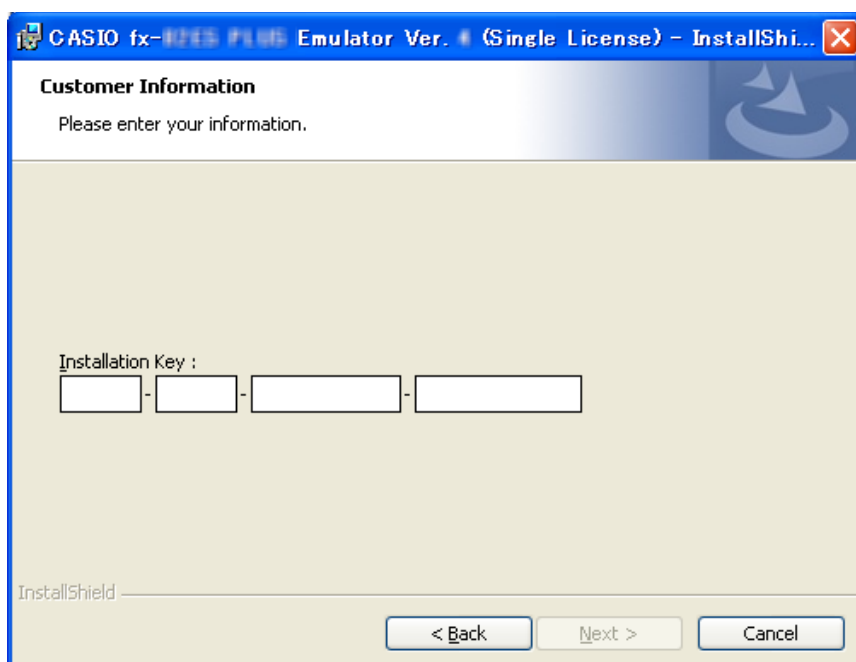 CASIO fx- Emulator Ver. (Single License) - InstallShi...
Customer Information
Please enter your information.
Installation Key :
- - -
InstallShield
< Back Next > Cancel